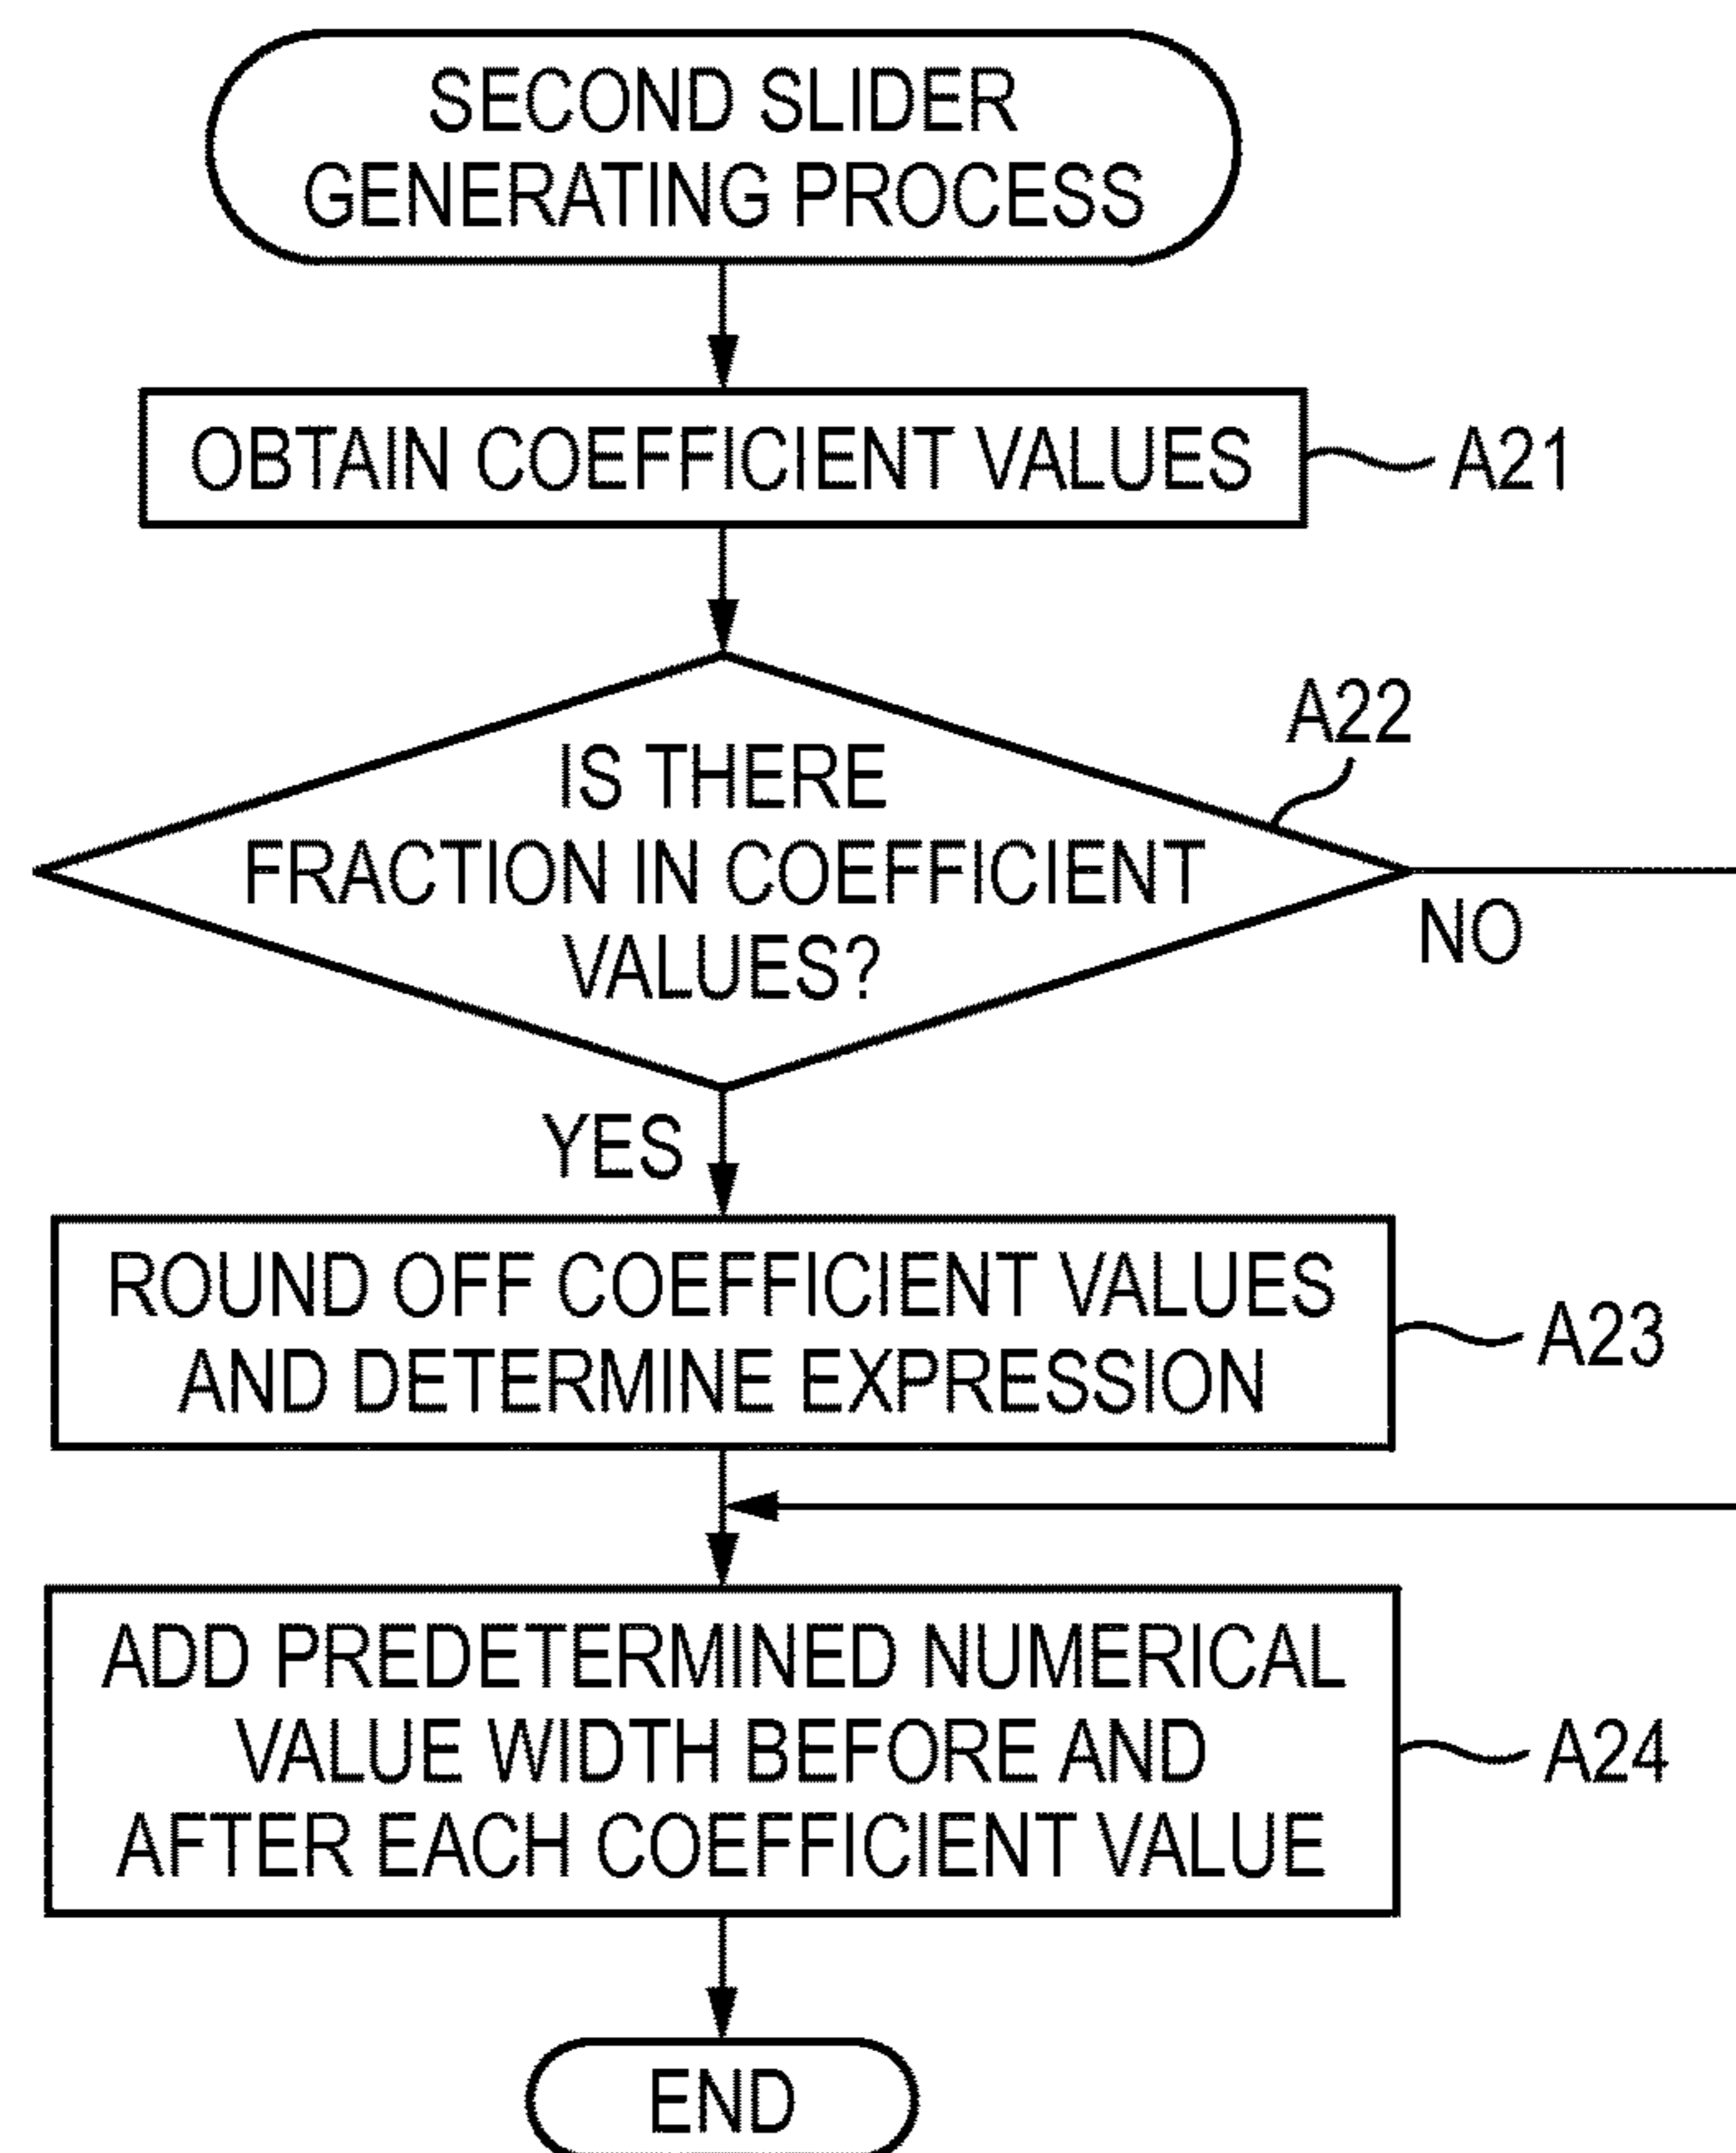 SECOND SLIDER
GENERATING PROCESS
OBTAIN COEFFICIENT VALUES
A21
A22
IS THERE
FRACTION IN COEFFICIENT
VALUES?
NO
YES
ROUND OFF COEFFICIENT VALUES
AND DETERMINE EXPRESSION
A23
ADD PREDETERMINED NUMERICAL
VALUE WIDTH BEFORE AND
AFTER EACH COEFFICIENT VALUE
A24
END